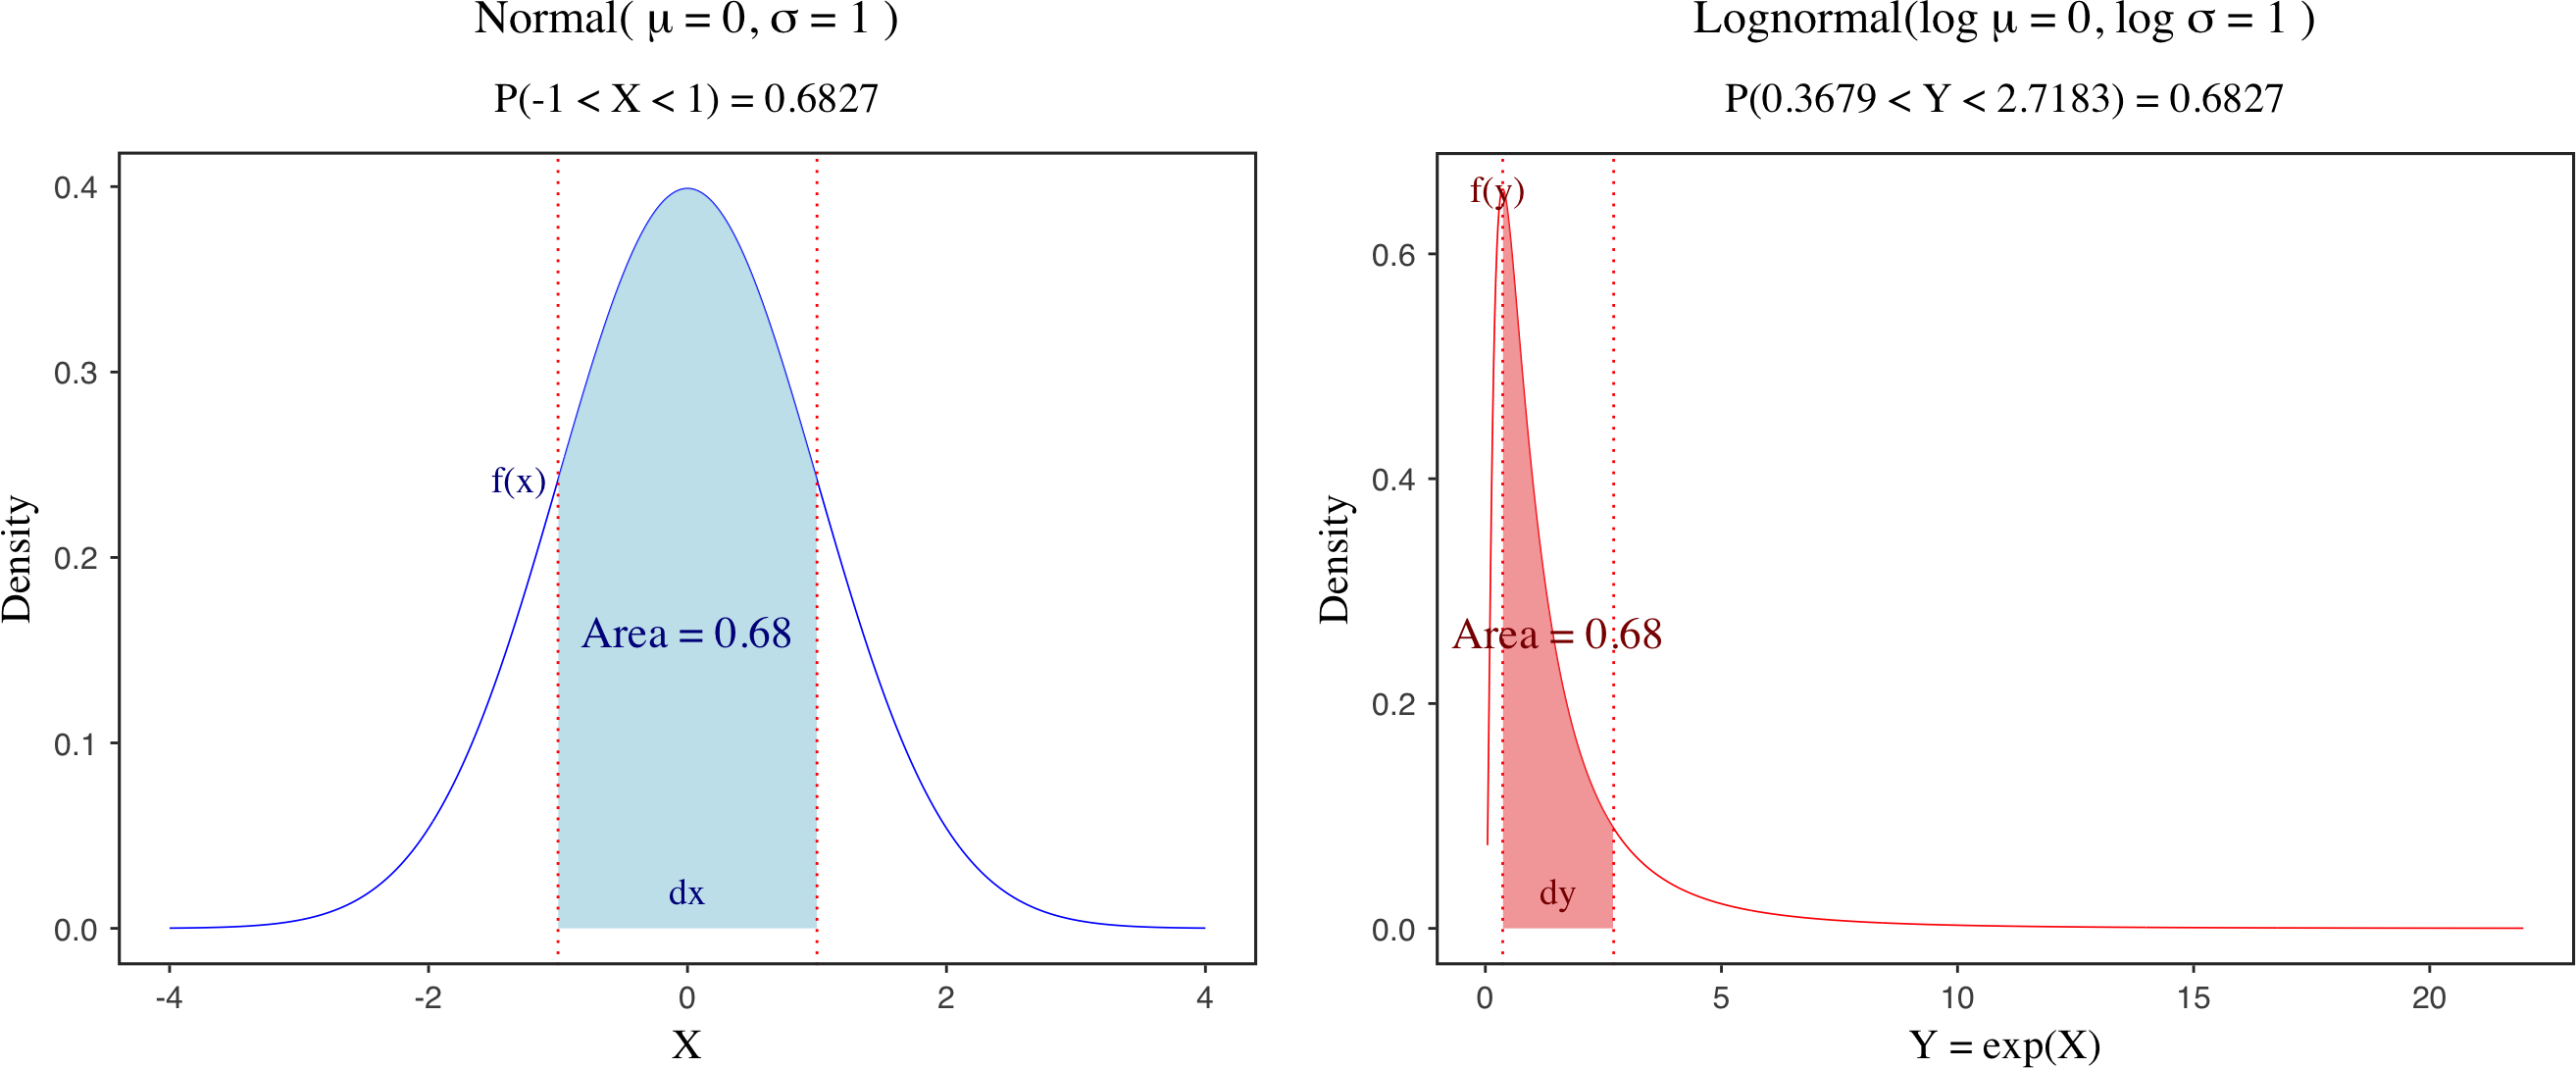 Normal( μ = 0, σ = 1 )
P(-1 < X < 1) = 0.6827
Density
0.4
0.3
0.2
0.1
0.0
f(x)
Area = 0.68
dx
-4 -2 0 2 4
X
Lognormal(log μ = 0, log σ = 1 )
P(0.3679 < Y < 2.7183) = 0.6827
Density
0.6
0.4
0.2
0.0
f(y)
Area = 0.68
dy
0 5 10 15 20
Y = exp(X)